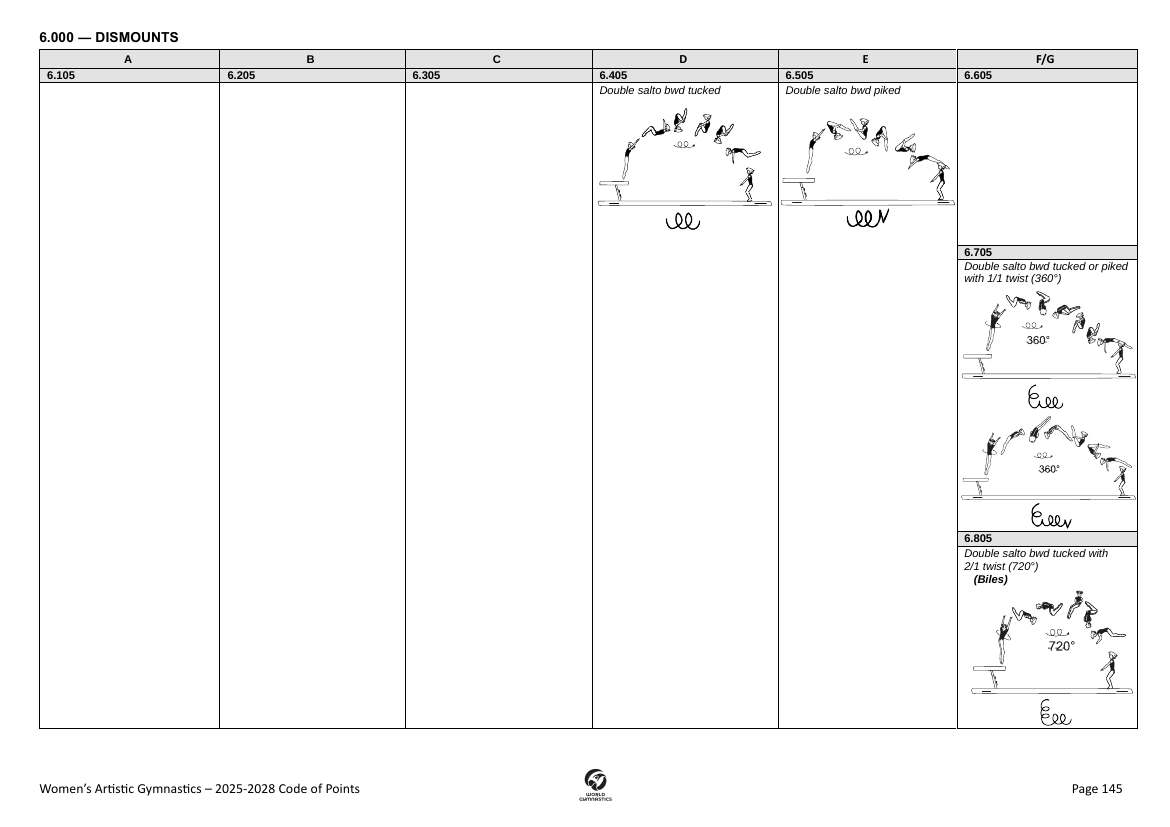 6.000 — DISMOUNTS
A B C D E F/G
6.105 6.205 6.305 6.405 6.505 6.605
Double salto bwd tucked
Double salto bwd piked
6.705
Double salto bwd tucked or piked
with 1/1 twist (360°)
360°
360°
6.805
Double salto bwd tucked with
2/1 twist (720°)
(Biles)
720°
Women's Artistic Gymnastics – 2025-2028 Code of Points
WORLD
GYMNASTICS
Page 145